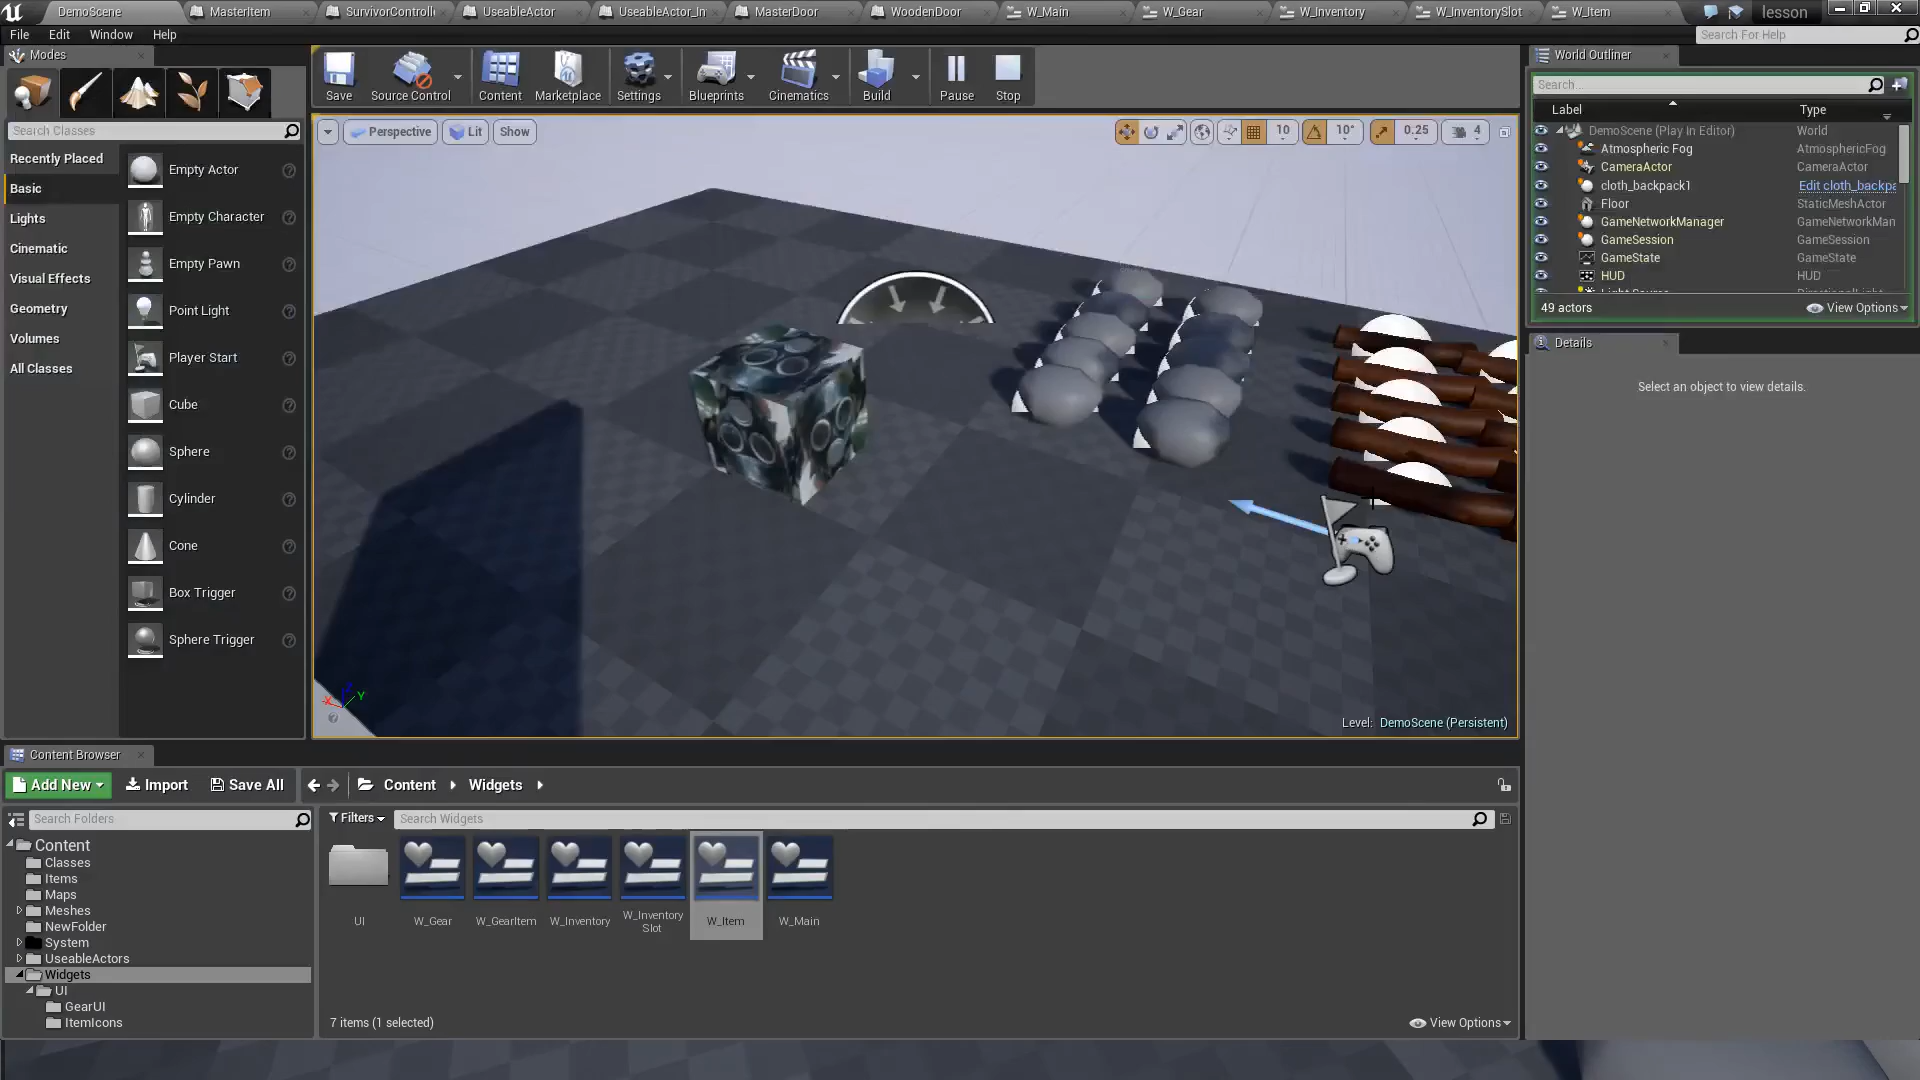 DemoScene
MasterItem
SurvivorControll
UseableActor
UseableActor_In
MasterDoor
WoodenDoor
W_Main
W_Gear
W_Inventory
W_InventorySlot
W_Item
lesson
File
Edit
Window
Help
Search For Help
Modes
Search Classes
Recently Placed
Basic
Lights
Cinematic
Visual Effects
Geometry
Volumes
All Classes
Empty Actor
Empty Character
Empty Pawn
Point Light
Player Start
Cube
Sphere
Cylinder
Cone
Box Trigger
Sphere Trigger
Save
Source Control
Content
Marketplace
Settings
Blueprints
Cinematics
Build
Pause
Stop
Perspective
Lit
Show
10
10°
0.25
4
X
Y
Level: DemoScene (Persistent)
World Outliner
Search...
Label Type
DemoScene (Play In Editor) World
Atmospheric Fog AtmosphericFog
CameraActor CameraActor
cloth_backpack1 Edit cloth_backpa
Floor StaticMeshActor
GameNetworkManager GameNetworkMan
GameSession GameSession
GameState GameState
HUD HUD
49 actors
View Options
Details
Select an object to view details.
Content Browser
Add New
Import
Save All
Content
Widgets
Search Folders
Filters
Search Widgets
Content
Classes
Items
Maps
Meshes
NewFolder
System
UseableActors
Widgets
UI
GearUI
ItemIcons
UI
W_Gear
W_GearItem
W_Inventory
W_Inventory
Slot
W_Item
W_Main
7 items (1 selected)
View Options